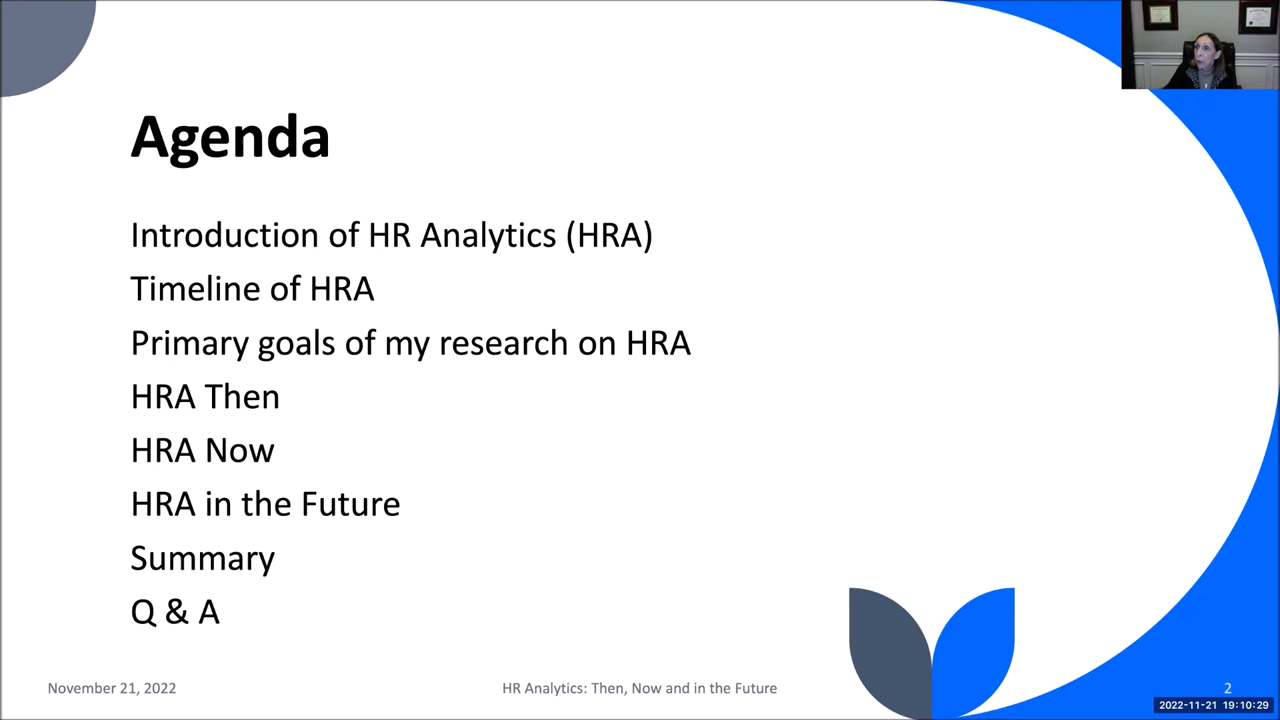 Agenda
Introduction of HR Analytics (HRA)
Timeline of HRA
Primary goals of my research on HRA
HRA Then
HRA Now
HRA in the Future
Summary
Q & A
November 21, 2022
HR Analytics: Then, Now and in the Future
2
2022-11-21 19:10:29